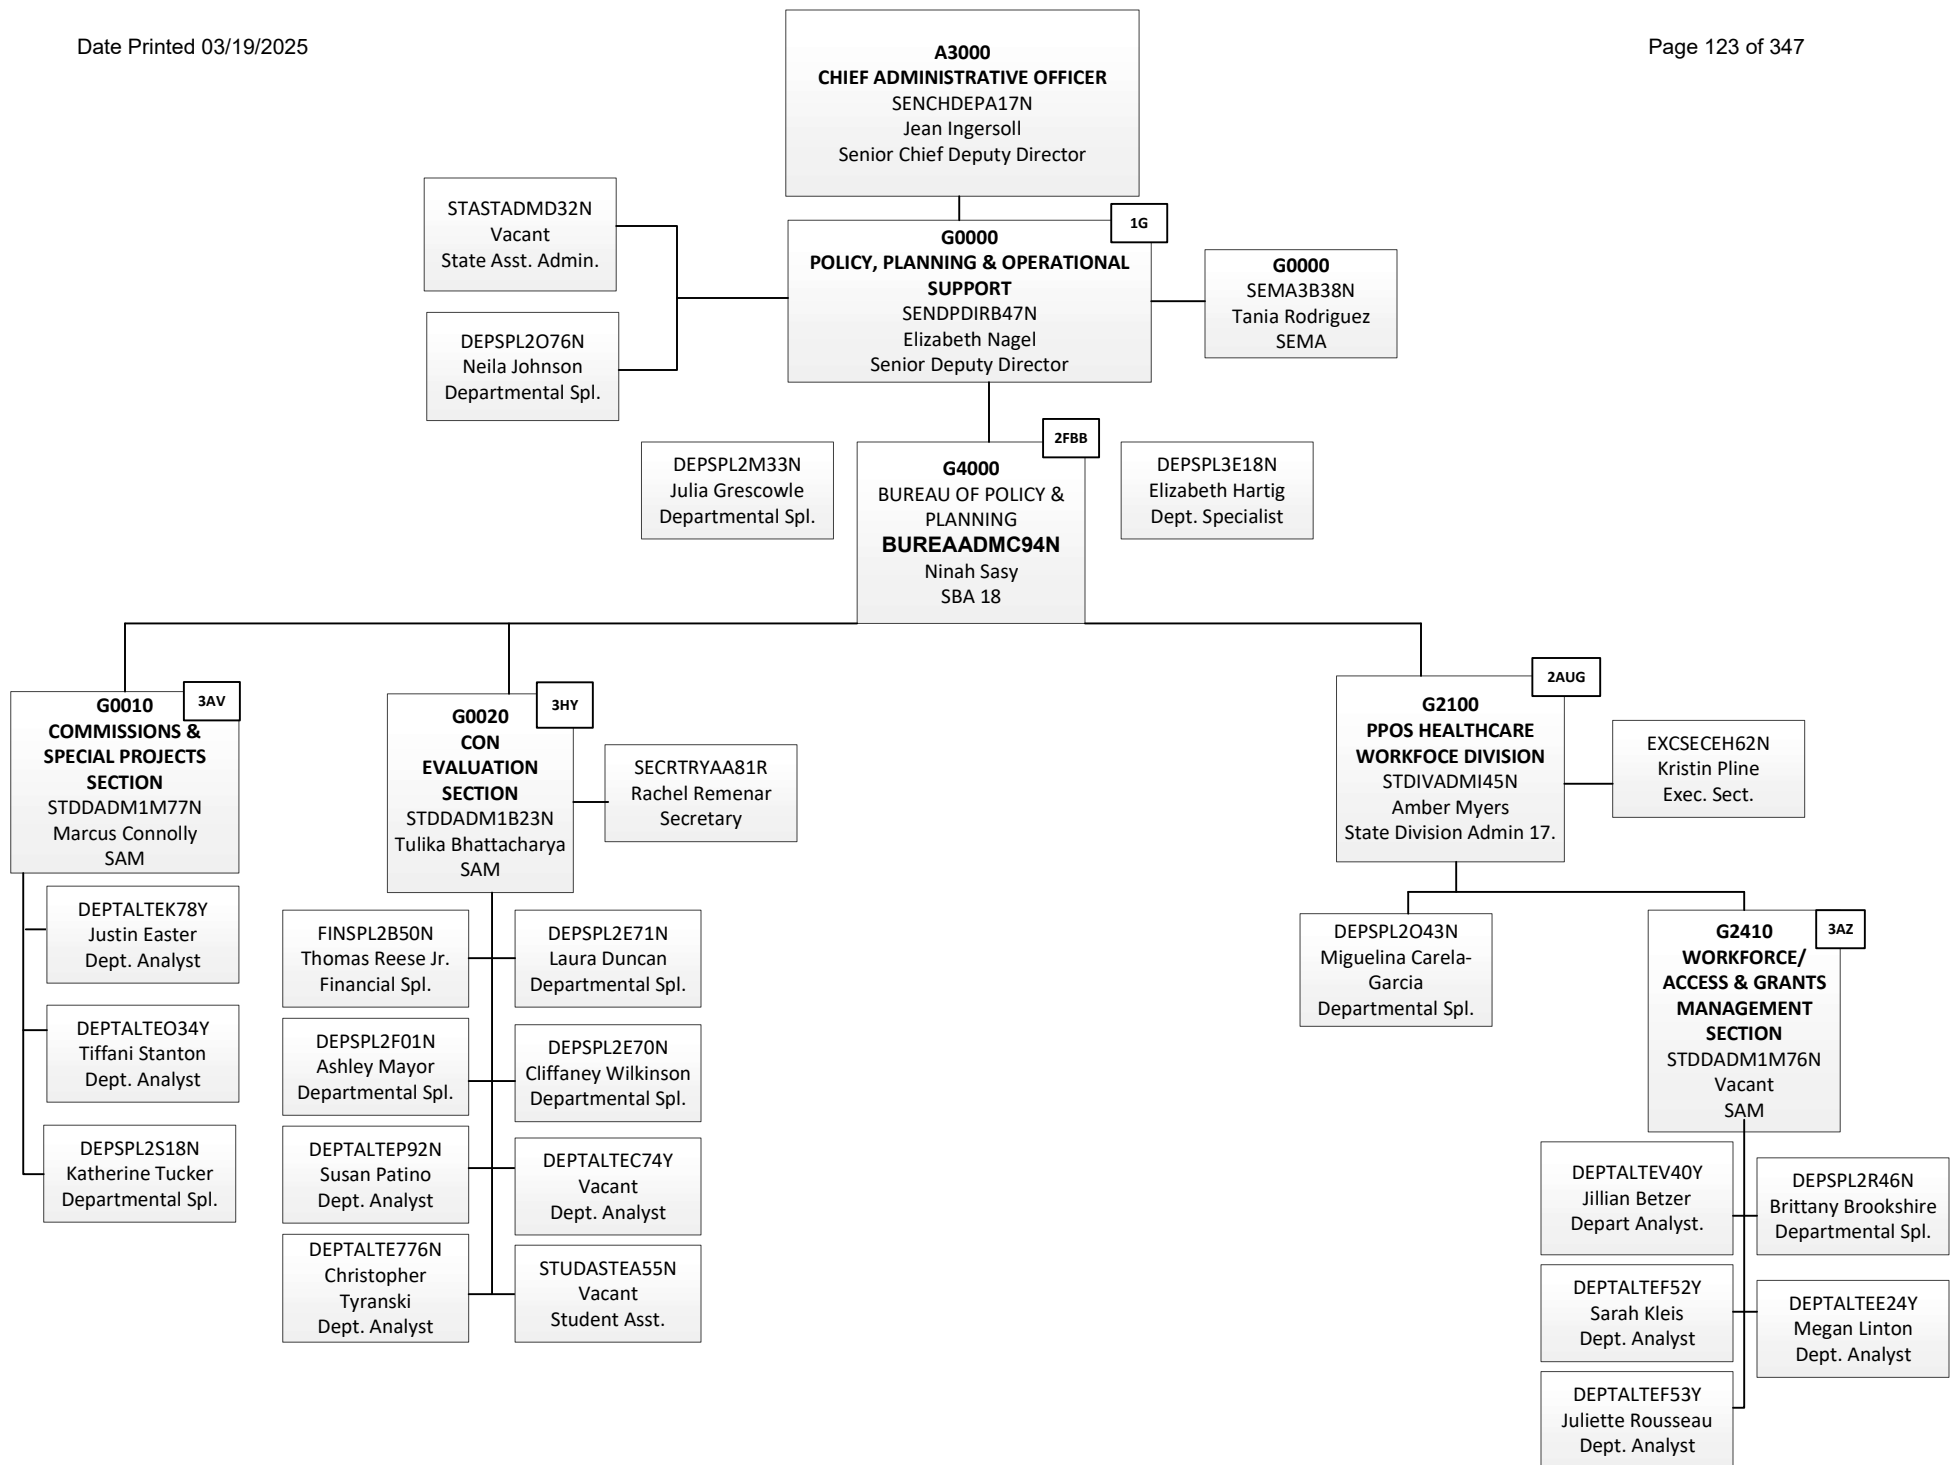 Date Printed 03/19/2025
Page 123 of 347
A3000
CHIEF ADMINISTRATIVE OFFICER
SENCHDEPA17N
Jean Ingersoll
Senior Chief Deputy Director
STASTADMD32N
Vacant
State Asst. Admin.
DEPSPL2O76N
Neila Johnson
Departmental Spl.
1G
G0000
POLICY, PLANNING & OPERATIONAL
SUPPORT
SENDPDIRB47N
Elizabeth Nagel
Senior Deputy Director
G0000
SEMA3B38N
Tania Rodriguez
SEMA
DEPSPL2M33N
Julia Grescowle
Departmental Spl.
2FBB
G4000
BUREAU OF POLICY &
PLANNING
BUREAADMC94N
Ninah Sasy
SBA 18
DEPSPL3E18N
Elizabeth Hartig
Dept. Specialist
3AV
G0010
COMMISSIONS &
SPECIAL PROJECTS
SECTION
STDDADM1M77N
Marcus Connolly
SAM
DEPTALTEK78Y
Justin Easter
Dept. Analyst
DEPTALTEO34Y
Tiffani Stanton
Dept. Analyst
DEPSPL2S18N
Katherine Tucker
Departmental Spl.
3HY
G0020
CON
EVALUATION
SECTION
STDDADM1B23N
Tulika Bhattacharya
SAM
SECRTRYAA81R
Rachel Remenar
Secretary
FINSPL2B50N
Thomas Reese Jr.
Financial Spl.
DEPSPL2E71N
Laura Duncan
Departmental Spl.
DEPSPL2F01N
Ashley Mayor
Departmental Spl.
DEPSPL2E70N
Cliffaney Wilkinson
Departmental Spl.
DEPTALTEP92N
Susan Patino
Dept. Analyst
DEPTALTEC74Y
Vacant
Dept. Analyst
DEPTALTE776N
Christopher
Tyranski
Dept. Analyst
STUDASTEA55N
Vacant
Student Asst.
2AUG
G2100
PPOS HEALTHCARE
WORKFOCE DIVISION
STDIVADMI45N
Amber Myers
State Division Admin 17.
EXCSECEH62N
Kristin Pline
Exec. Sect.
DEPSPL2O43N
Miguelina Carela-
Garcia
Departmental Spl.
3AZ
G2410
WORKFORCE/
ACCESS & GRANTS
MANAGEMENT
SECTION
STDDADM1M76N
Vacant
SAM
DEPTALTEV40Y
Jillian Betzer
Depart Analyst.
DEPSPL2R46N
Brittany Brookshire
Departmental Spl.
DEPTALTEF52Y
Sarah Kleis
Dept. Analyst
DEPTALTEE24Y
Megan Linton
Dept. Analyst
DEPTALTEF53Y
Juliette Rousseau
Dept. Analyst